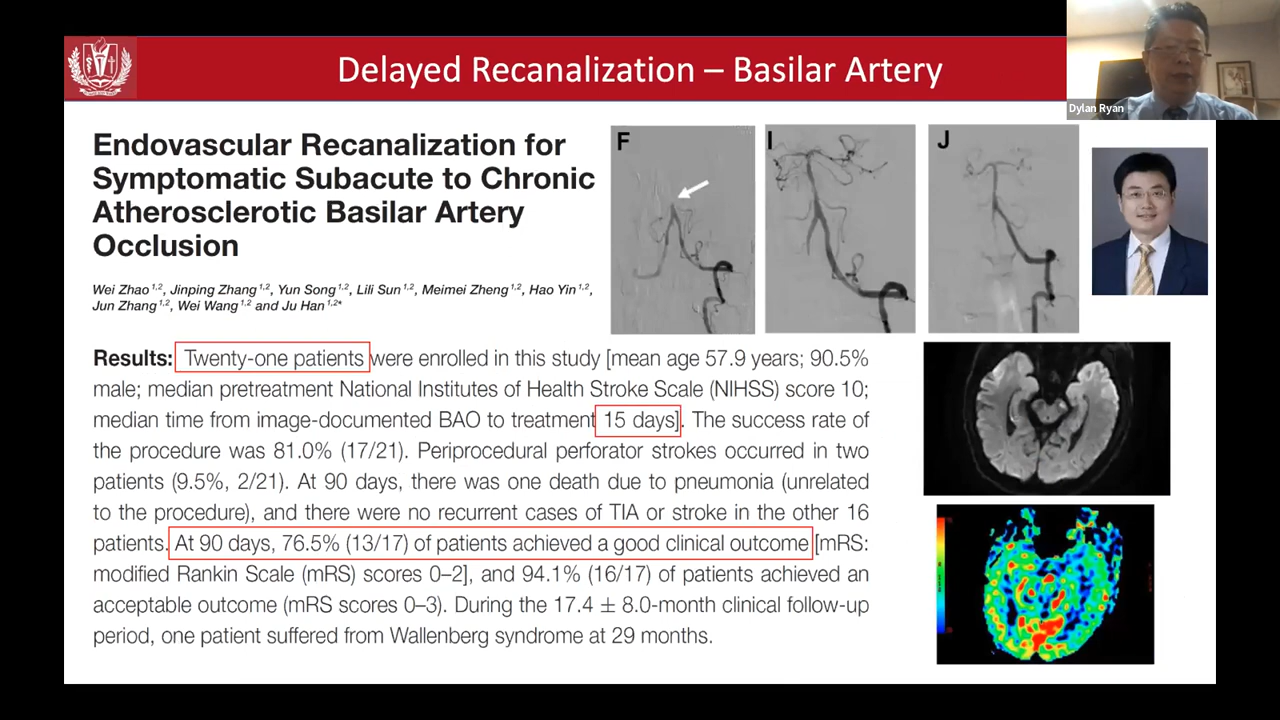 Delayed Recanalization – Basilar Artery
Dylan Ryan
Endovascular Recanalization for
Symptomatic Subacute to Chronic
Atherosclerotic Basilar Artery
Occlusion
Wei Zhao 1,2, Jinping Zhang 1,2, Yun Song 1,2, Lili Sun 1,2, Meimei Zheng 1,2, Hao Yin 1,2,
Jun Zhang 1,2, Wei Wang 1,2 and Ju Han 1,2*
F
I
J
Results: Twenty-one patients were enrolled in this study [mean age 57.9 years; 90.5%
male; median pretreatment National Institutes of Health Stroke Scale (NIHSS) score 10;
median time from image-documented BAO to treatment 15 days]. The success rate of
the procedure was 81.0% (17/21). Periprocedural perforator strokes occurred in two
patients (9.5%, 2/21). At 90 days, there was one death due to pneumonia (unrelated
to the procedure), and there were no recurrent cases of TIA or stroke in the other 16
patients. At 90 days, 76.5% (13/17) of patients achieved a good clinical outcome [mRS:
modified Rankin Scale (mRS) scores 0–2], and 94.1% (16/17) of patients achieved an
acceptable outcome (mRS scores 0–3). During the 17.4 ± 8.0-month clinical follow-up
period, one patient suffered from Wallenberg syndrome at 29 months.